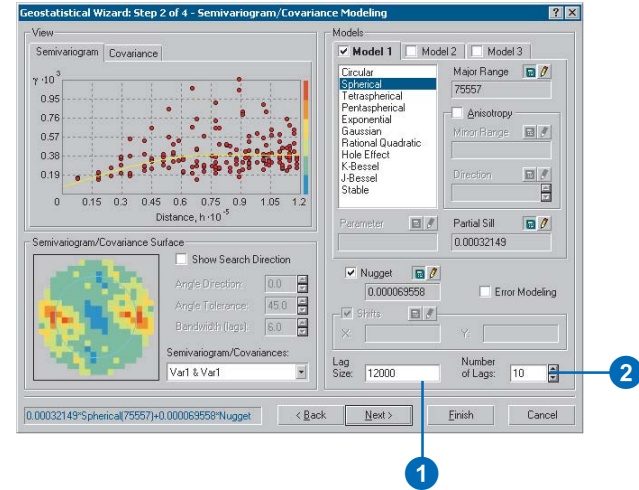 Geostatistical Wizard: Step 2 of 4 - Semivariogram/Covariance Modeling
View
Semivariogram Covariance
γ·10³
0.95
0.76
0.57
0.38
0.19
0 0.15 0.3 0.45 0.6 0.75 0.9 1.05 1.2
Distance, h·10⁻⁵
Semivariogram/Covariance Surface
Show Search Direction
Angle Direction: 0.0
Angle Tolerance: 45.0
Bandwidth (lags): 6.0
Semivariogram/Covariances:
Var1 & Var1
Models
Model 1 Model 2 Model 3
Circular
Spherical
Tetraspherical
Pentaspherical
Exponential
Gaussian
Rational Quadratic
Hole Effect
K-Bessel
J-Bessel
Stable
Major Range
75557
Anisotropy
Minor Range
Direction
Parameter
Partial Sill
0.00032149
Nugget
0.000069558
Error Modeling
Shifts
X: Y:
Lag Size: 12000
Number of Lags: 10
0.00032149*Spherical(75557)+0.000069558*Nugget
< Back Next > Finish Cancel
1
2